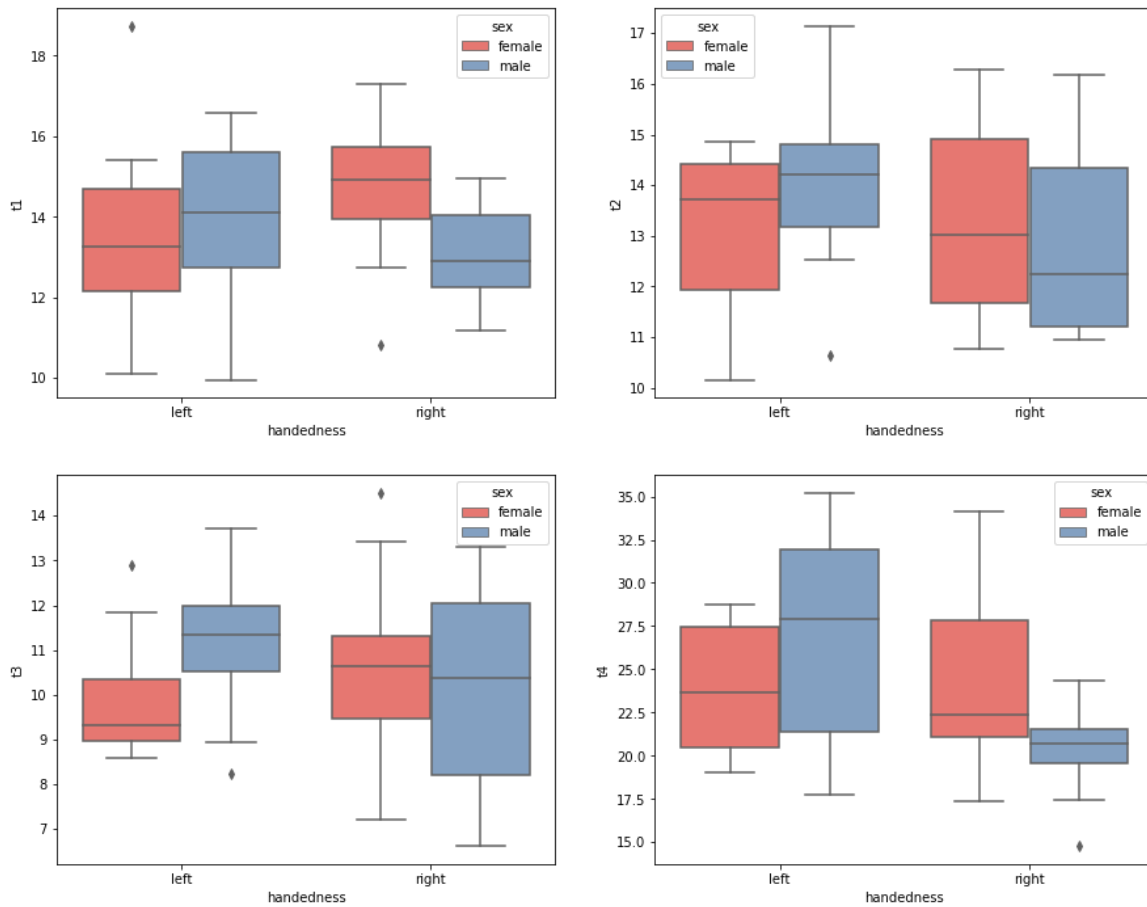 sex
female
male
t1
18
16
14
12
10
left
right
handedness
sex
female
male
t2
17
16
15
14
13
12
11
10
left
right
handedness
sex
female
male
t3
14
13
12
11
10
9
8
7
left
right
handedness
sex
female
male
t4
35.0
32.5
30.0
27.5
25.0
22.5
20.0
17.5
15.0
left
right
handedness